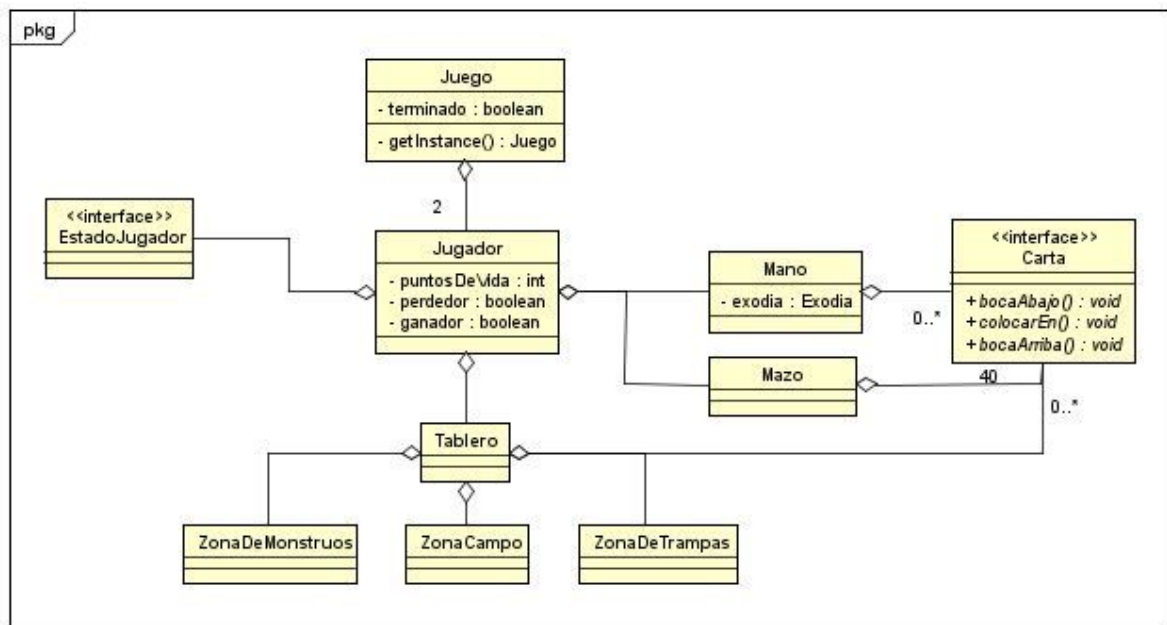 pkg
Juego
- terminado : boolean
- getInstance() : Juego
2
<<interface>>
EstadoJugador
Jugador
- puntosDeVida : int
- perdedor : boolean
- ganador : boolean
Mano
- exodia : Exodia
0..*
<<interface>>
Carta
+ bocaAbajo() : void
+ colocarEn() : void
+ bocaArriba() : void
Mazo
40
0..*
Tablero
ZonaDeMonstruos
ZonaCampo
ZonaDeTrampas